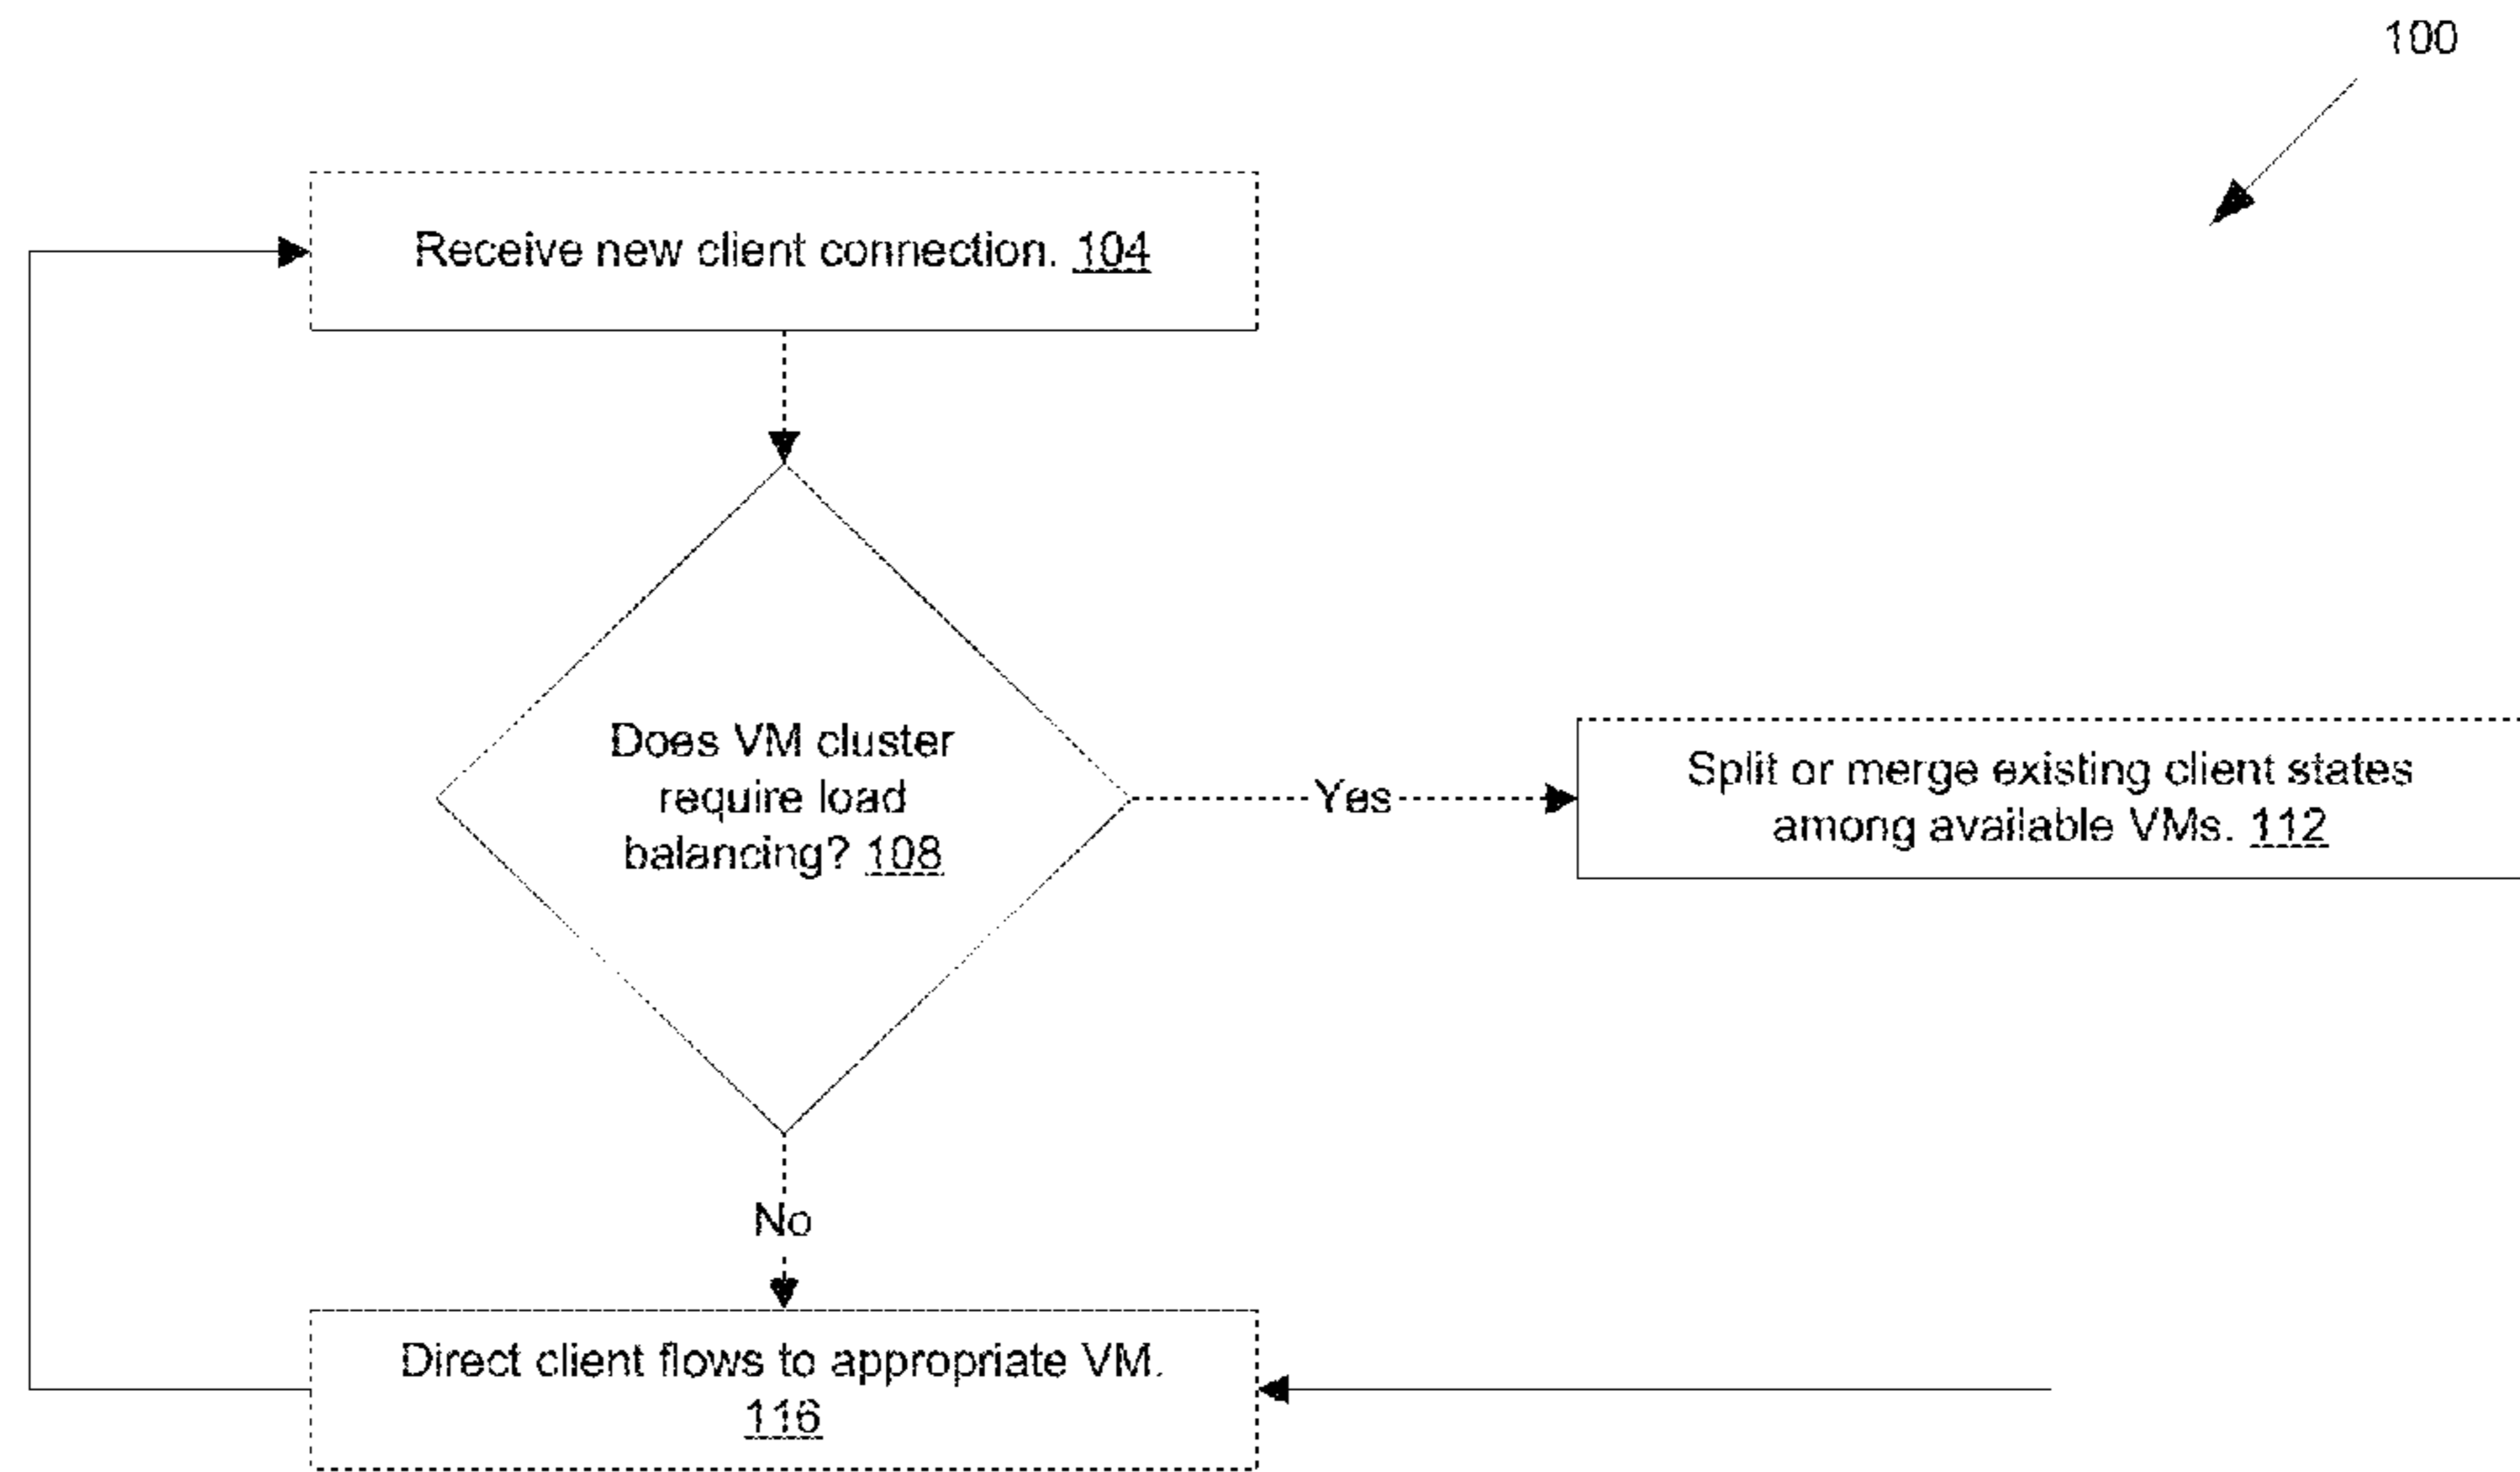 100
Receive new client connection. 104
Does VM cluster
require load
balancing? 108
Yes
Split or merge existing client states
among available VMs. 112
No
Direct client flows to appropriate VM.
116